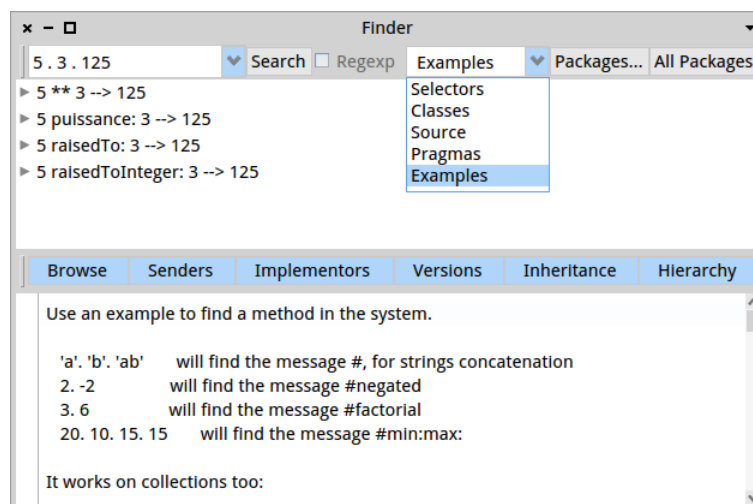 Finder
5 . 3 . 125 Search Regexp Examples Packages... All Packages
5 ** 3 --> 125
5 puissance: 3 --> 125
5 raisedTo: 3 --> 125
5 raisedToInteger: 3 --> 125
Selectors
Classes
Source
Pragmas
Examples
Browse Senders Implementors Versions Inheritance Hierarchy
Use an example to find a method in the system.
'a'. 'b'. 'ab' will find the message #, for strings concatenation
2. -2 will find the message #negated
3. 6 will find the message #factorial
20. 10. 15. 15 will find the message #min:max:
It works on collections too: